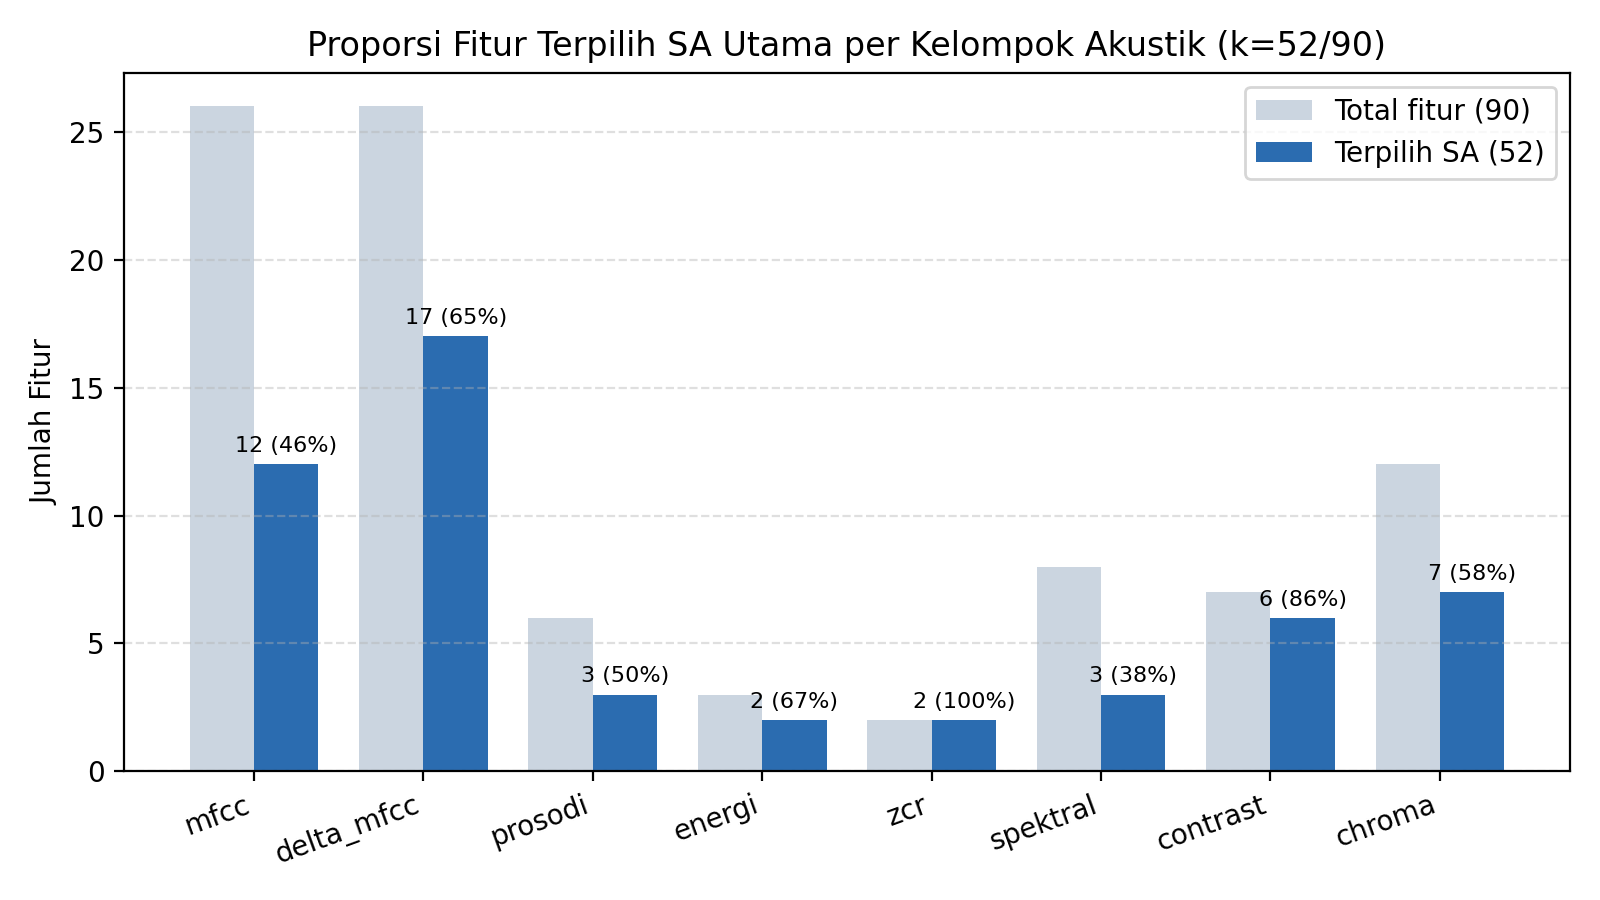 Proporsi Fitur Terpilih SA Utama per Kelompok Akustik (k=52/90)
Total fitur (90)
Terpilih SA (52)
Jumlah Fitur
25
20
15
10
5
0
12 (46%)
17 (65%)
3 (50%)
2 (67%)
2 (100%)
3 (38%)
6 (86%)
7 (58%)
mfcc
delta_mfcc
prosodi
energi
zcr
spektral
contrast
chroma